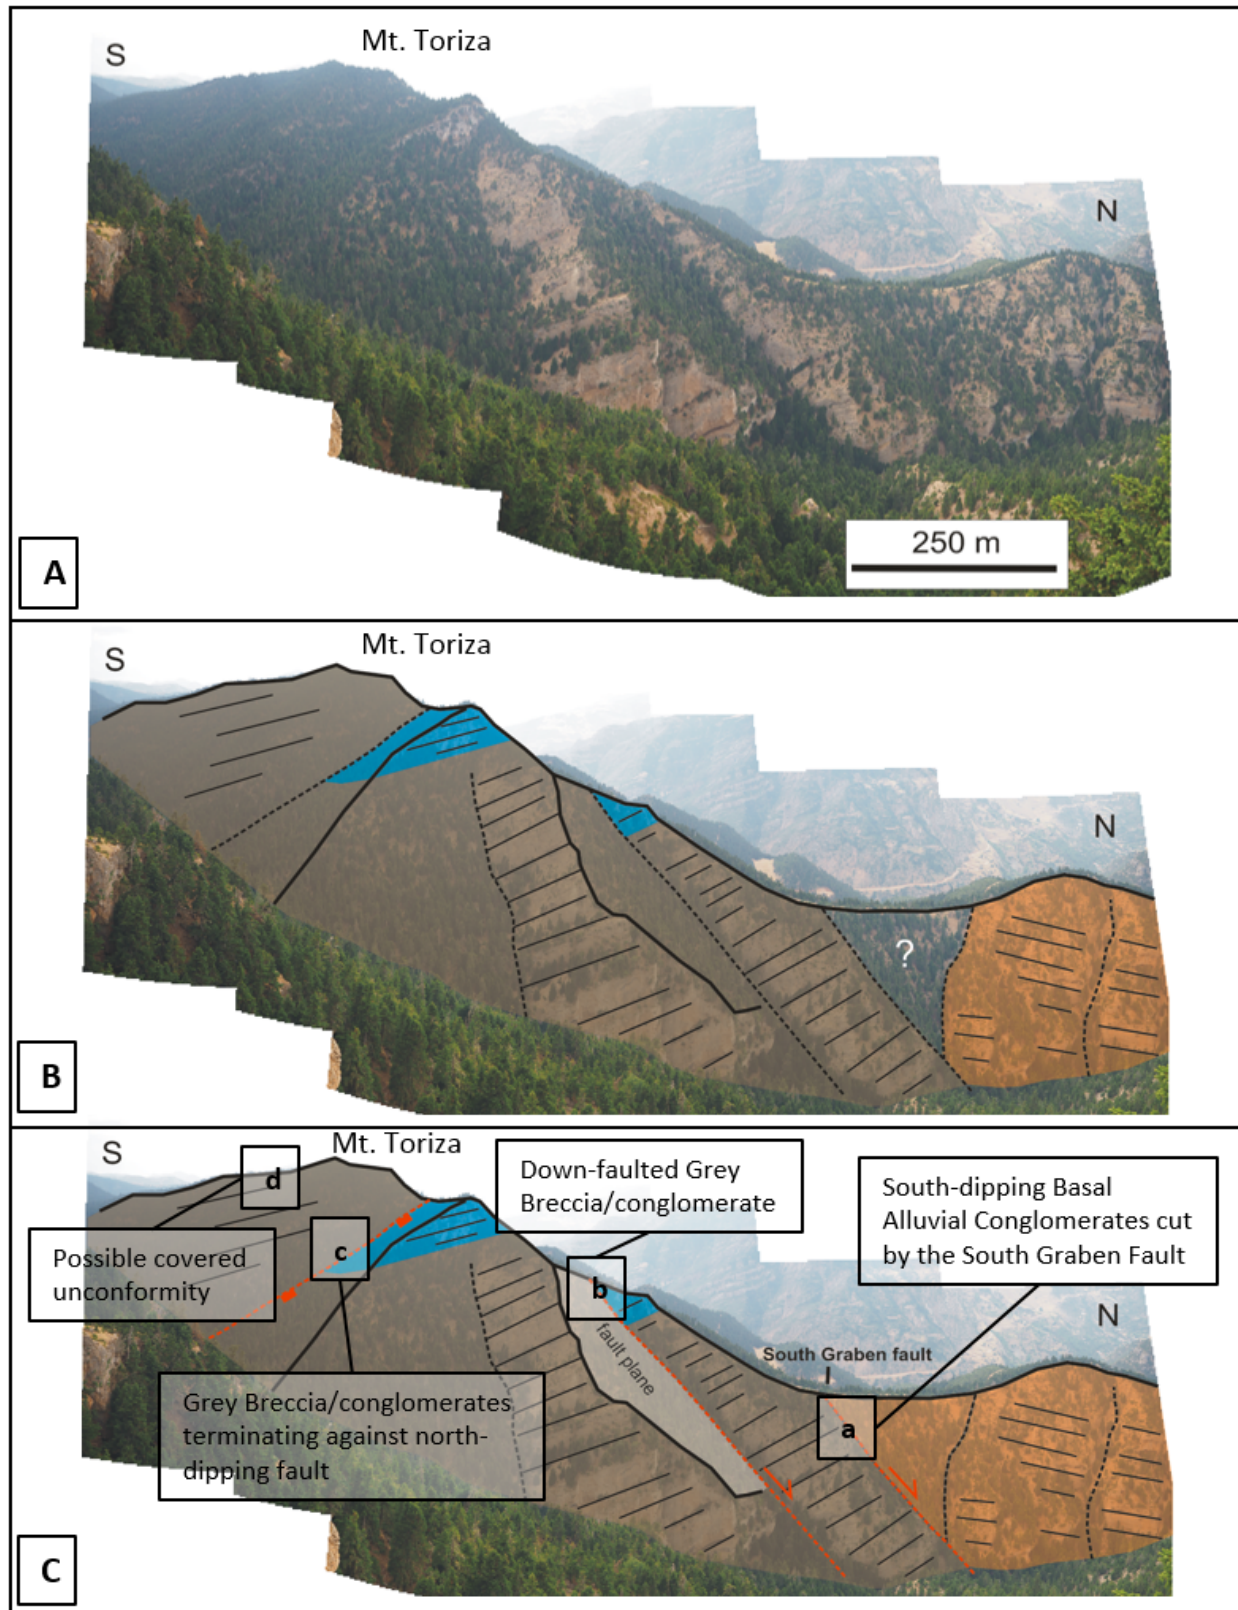 Mt. Toriza
S
N
250 m
A
Mt. Toriza
S
N
?
B
Mt. Toriza
S
d
Down-faulted Grey
Breccia/conglomerate
South-dipping Basal
Alluvial Conglomerates cut
by the South Graben Fault
Possible covered
unconformity
c
b
N
fault plane
South Graben fault
a
Grey Breccia/conglomerates
terminating against north-
dipping fault
C